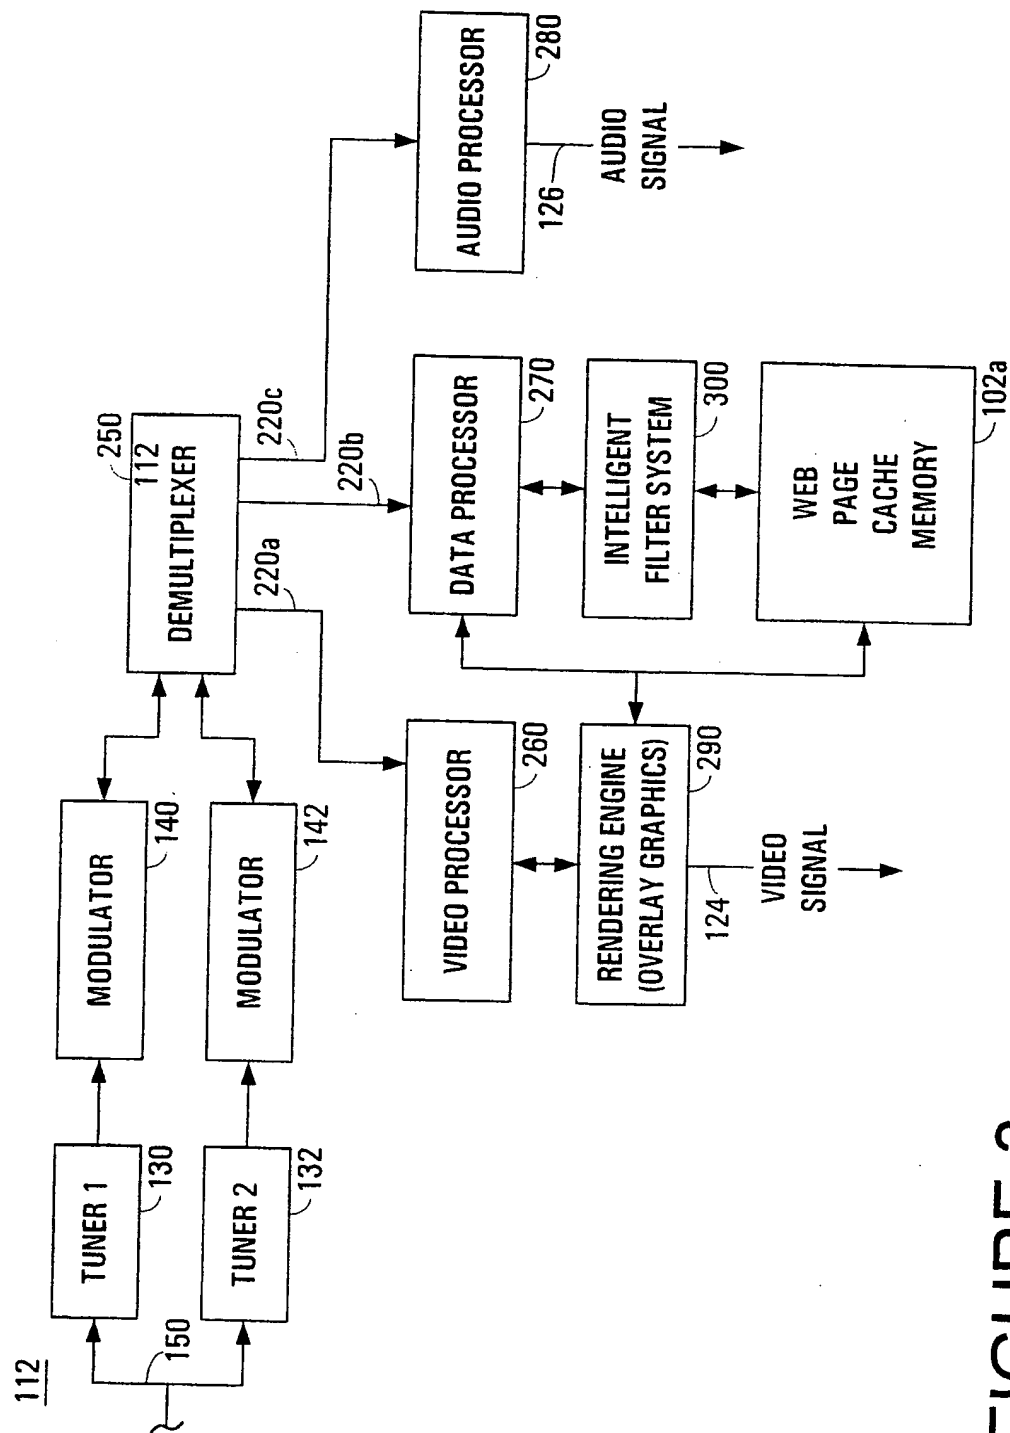 112
150
TUNER 1
130
TUNER 2
132
MODULATOR
140
MODULATOR
142
250
112
DEMULTIPLEXER
220a
220b
220c
VIDEO PROCESSOR
260
RENDERING ENGINE
(OVERLAY GRAPHICS)
290
124
VIDEO
SIGNAL
DATA PROCESSOR
270
INTELLIGENT
FILTER SYSTEM
300
WEB
PAGE
CACHE
MEMORY
102a
AUDIO PROCESSOR
280
126
AUDIO
SIGNAL
FIGURE